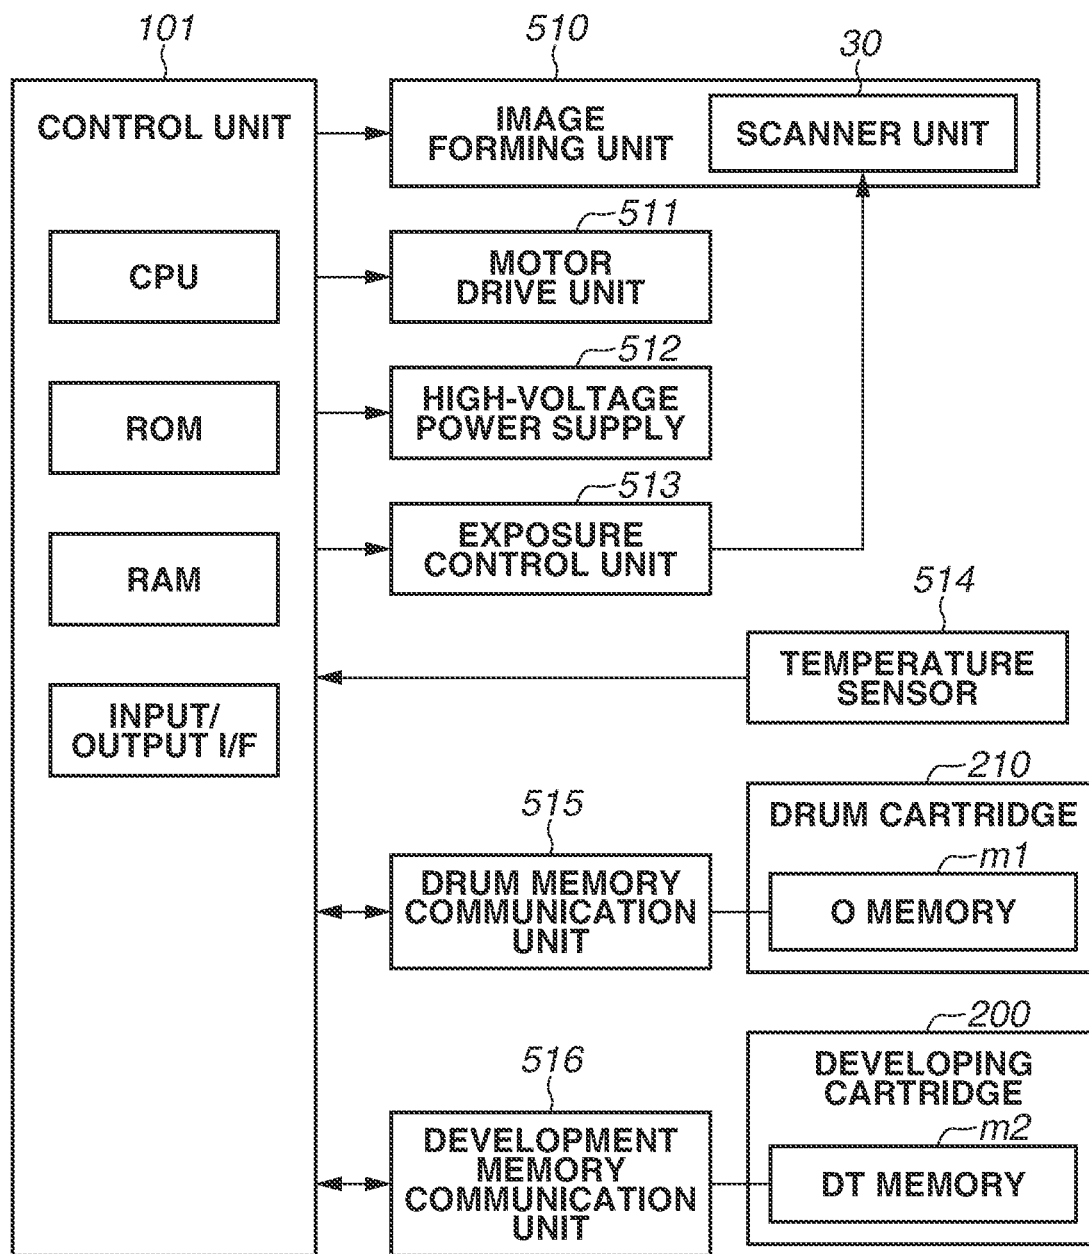 101
510
30
CONTROL UNIT
IMAGE
FORMING UNIT
SCANNER UNIT
511
CPU
MOTOR
DRIVE UNIT
512
ROM
HIGH-VOLTAGE
POWER SUPPLY
513
RAM
EXPOSURE
CONTROL UNIT
514
TEMPERATURE
SENSOR
INPUT/
OUTPUT I/F
210
515
DRUM CARTRIDGE
m1
DRUM MEMORY
COMMUNICATION
UNIT
O MEMORY
200
516
DEVELOPING
CARTRIDGE
m2
DEVELOPMENT
MEMORY
COMMUNICATION
UNIT
DT MEMORY